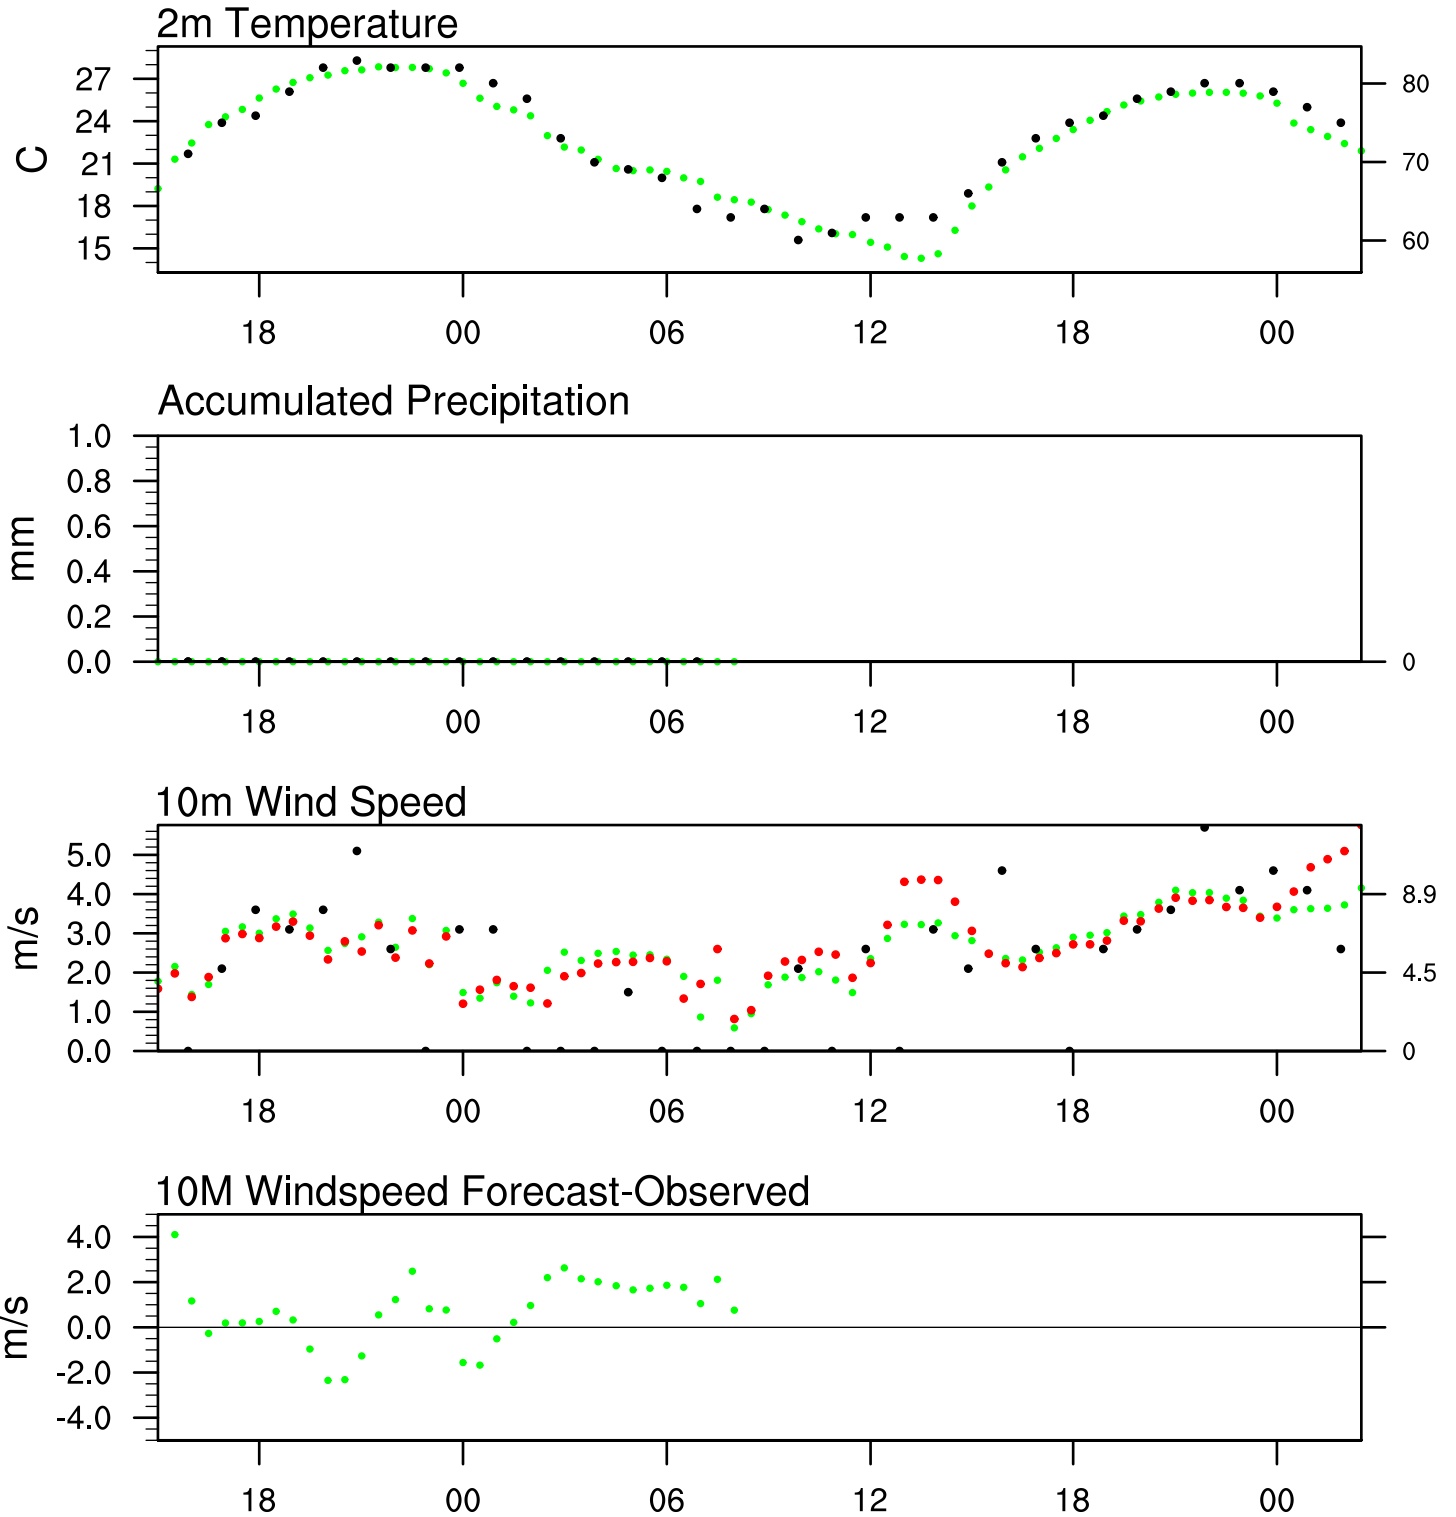 2m Temperature
27
24
21
18
15
C
80
70
60
18 00 06 12 18 00
Accumulated Precipitation
1.0
0.8
0.6
0.4
0.2
0.0
mm
0
18 00 06 12 18 00
10m Wind Speed
5.0
4.0
3.0
2.0
1.0
0.0
m/s
8.9
4.5
0
18 00 06 12 18 00
10M Windspeed Forecast-Observed
4.0
2.0
0.0
-2.0
-4.0
m/s
18 00 06 12 18 00